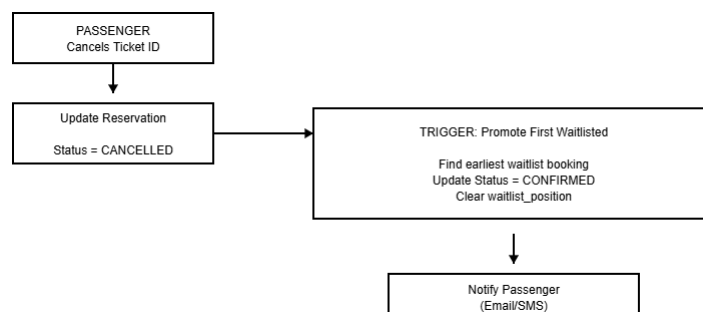 PASSENGER
Cancels Ticket ID
Update Reservation
Status = CANCELLED
TRIGGER: Promote First Waitlisted
Find earliest waitlist booking
Update Status = CONFIRMED
Clear waitlist_position
Notify Passenger
(Email/SMS)